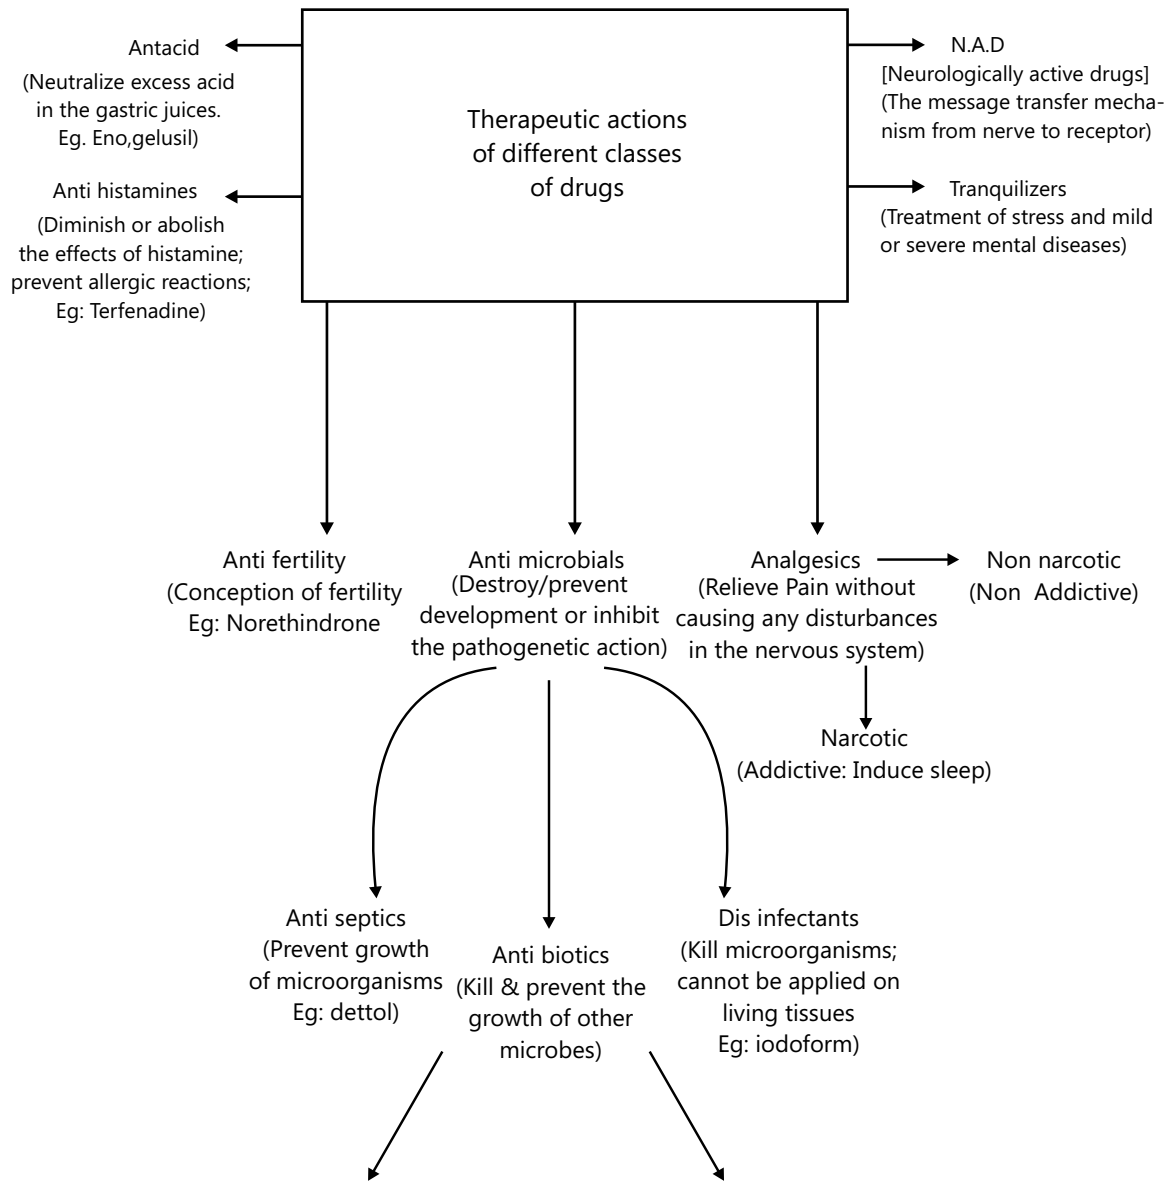 Therapeutic actions
of different classes
of drugs
Antacid
(Neutralize excess acid
in the gastric juices.
Eg. Eno,gelusil)
Anti histamines
(Diminish or abolish
the effects of histamine;
prevent allergic reactions;
Eg: Terfenadine)
N.A.D
[Neurologically active drugs]
(The message transfer mecha-
nism from nerve to receptor)
Tranquilizers
(Treatment of stress and mild
or severe mental diseases)
Anti fertility
(Conception of fertility
Eg: Norethindrone
Anti microbials
(Destroy/prevent
development or inhibit
the pathogenetic action)
Analgesics
(Relieve Pain without
causing any disturbances
in the nervous system)
Non narcotic
(Non Addictive)
Narcotic
(Addictive: Induce sleep)
Anti septics
(Prevent growth
of microorganisms
Eg: dettol)
Anti biotics
(Kill & prevent the
growth of other
microbes)
Dis infectants
(Kill microorganisms;
cannot be applied on
living tissues
Eg: iodoform)